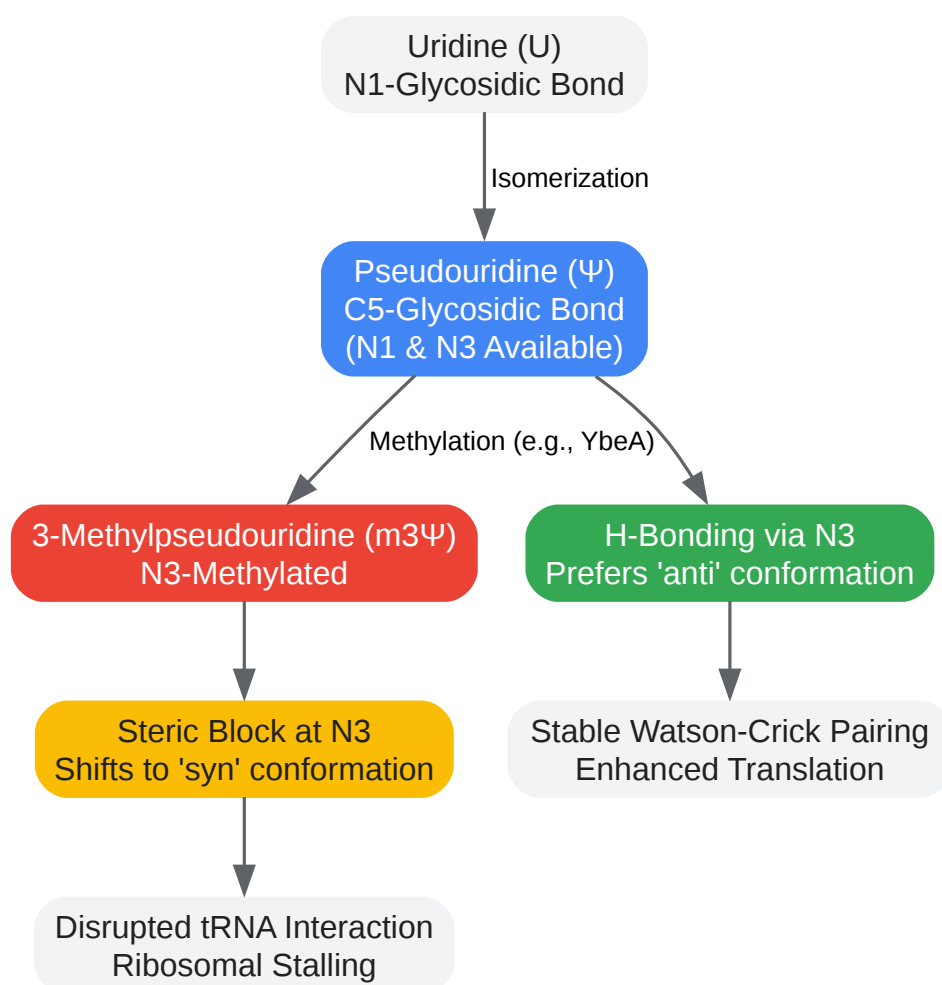 Uridine (U)
N1-Glycosidic Bond
Isomerization
Pseudouridine (Ψ)
C5-Glycosidic Bond
(N1 & N3 Available)
Methylation (e.g., YbeA)
3-Methylpseudouridine (m3Ψ)
N3-Methylated
H-Bonding via N3
Prefers 'anti' conformation
Steric Block at N3
Shifts to 'syn' conformation
Stable Watson-Crick Pairing
Enhanced Translation
Disrupted tRNA Interaction
Ribosomal Stalling